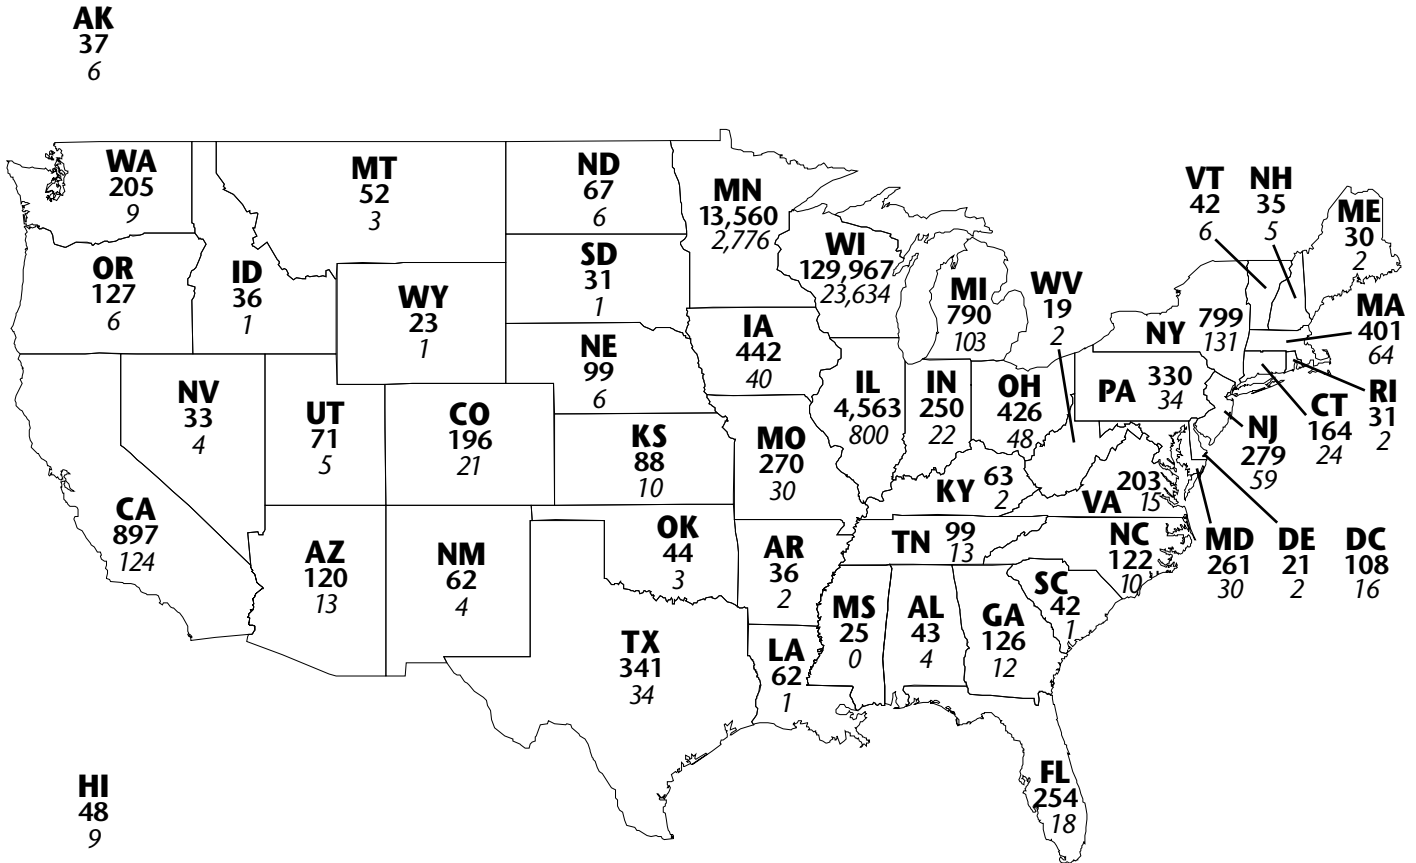 AK
37
6
WA
205
9
MT
52
3
ND
67
6
MN
13,560
2,776
VT
42
6
NH
35
5
ME
30
2
OR
127
6
ID
36
1
WY
23
1
SD
31
1
WI
129,967
23,634
MI
790
103
WV
19
2
NY
799
131
MA
401
64
NV
33
4
UT
71
5
CO
196
21
NE
99
6
IA
442
40
IL
4,563
800
IN
250
22
OH
426
48
PA
330
34
NJ
279
59
CT
164
24
RI
31
2
CA
897
124
KS
88
10
MO
270
30
KY
63
2
VA
203
15
AZ
120
13
NM
62
4
OK
44
3
AR
36
2
TN
99
13
NC
122
10
MD
261
30
DE
21
2
DC
108
16
TX
341
34
LA
62
1
MS
25
0
AL
43
4
GA
126
12
SC
42
1
HI
48
9
FL
254
18